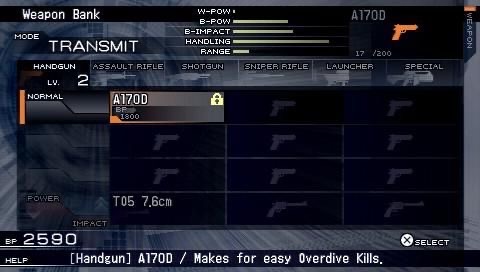 Weapon Bank
W-POW
B-POW
B-IMPACT
HANDLING
RANGE
A170D
17 /200
WEAPON
MODE
TRANSMIT
HANDGUN
ASSAULT RIFLE
SHOTGUN
SNIPER RIFLE
LAUNCHER
SPECIAL
LV. 2
NORMAL
A170D
BP
1800
POWER
T05 7.6cm
IMPACT
BP 2590
SELECT
HELP
[Handgun] A170D / Makes for easy Overdive Kills.